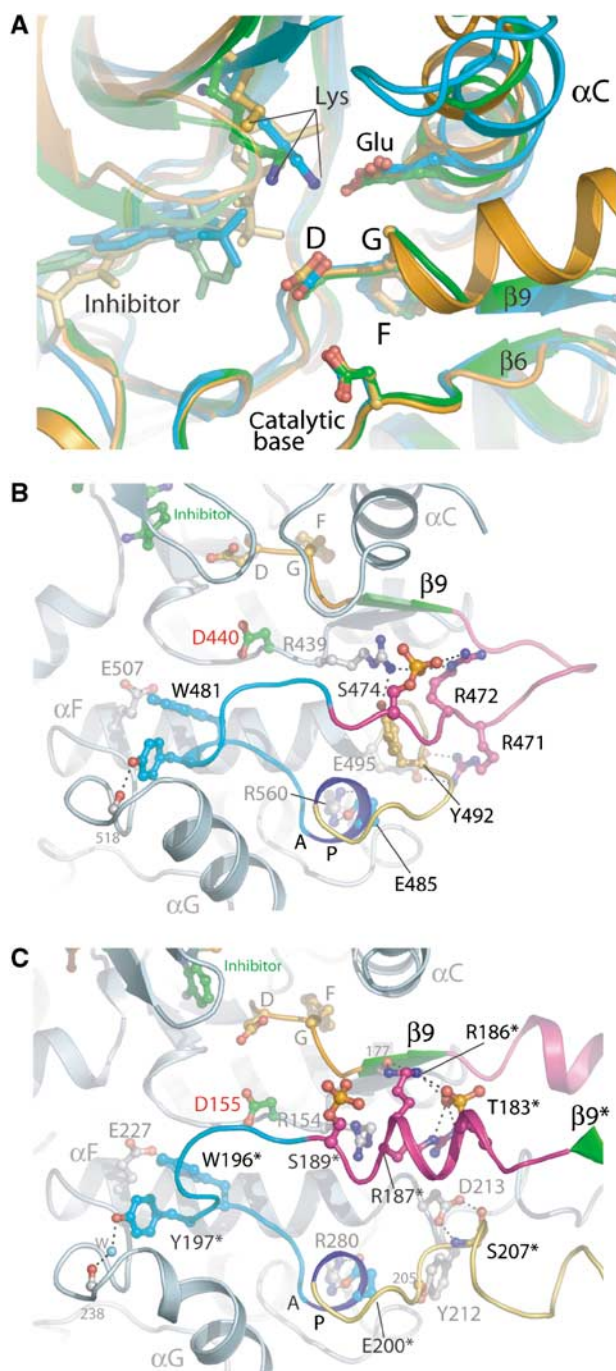 A
Lys
αC
Glu
D
G
Inhibitor
β9
F
β6
Catalytic
base
B
Inhibitor
F
αC
D
G
β9
D440
R439
E507
S474
W481
R472
αF
R471
E495
R560
Y492
518
A
P
E485
αG
C
αC
Inhibitor
D
F
β9
R186*
G
177
D155
R154
T183*
β9*
E227
αF
W196*
S189*
D213
R187*
Y197*
R280
S207*
W
238
205
A
Y212
P
E200*
αG